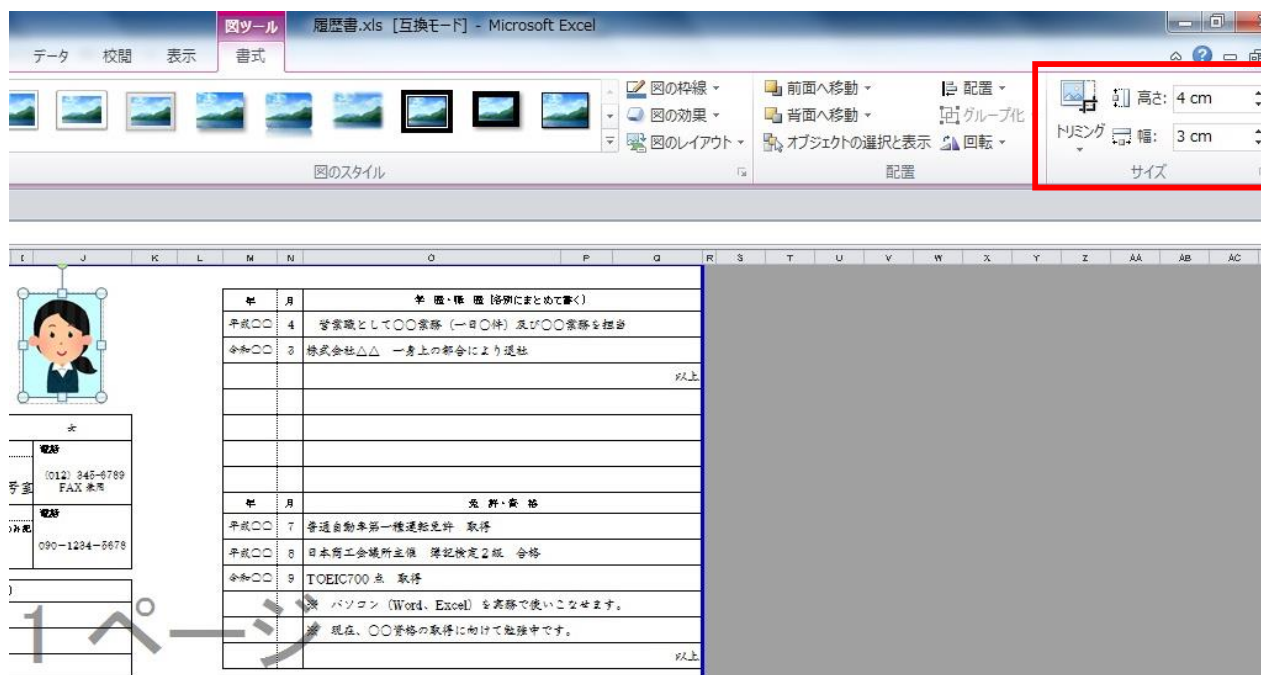 図ツール 履歴書.xls [互換モード] - Microsoft Excel
データ 校閲 表示 書式
図の枠線 前面へ移動 配置 高さ: 4 cm
図の効果 背面へ移動 グループ化 トリミング
図のレイアウト オブジェクトの選択と表示 回転 幅: 3 cm
図のスタイル 配置 サイズ
I J K L M N O P Q R S T U V W X Y Z AA AB AC
年 月 学 歴・職 歴 (各別にまとめて書く)
平成〇〇 4 営業職として〇〇業務(一日〇件)及び〇〇業務を担当
令和〇〇 3 株式会社△△ 一身上の都合により退社
以上
女
電話
(012) 345-6789
号室 FAX 兼用
年 月 免 許・資 格
電話
平成〇〇 7 普通自動車第一種運転免許 取得
090-1234-5678
平成〇〇 8 日本商工会議所主催 簿記検定2級 合格
令和〇〇 9 TOEIC700 点 取得
※ パソコン(Word、Excel)を実務で使いこなせます。
1 ページ
※ 現在、〇〇資格の取得に向けて勉強中です。
以上